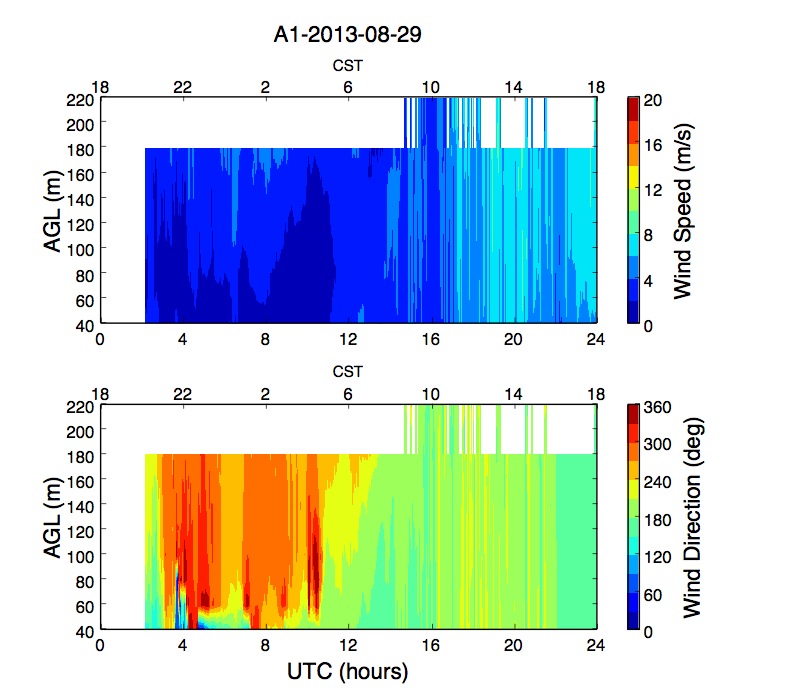 A1-2013-08-29
CST
18 22 2 6 10 14 18
220
200
180
160
140
120
100
80
60
40
AGL (m)
0 4 8 12 16 20 24
20
16
12
8
4
0
Wind Speed (m/s)
CST
18 22 2 6 10 14 18
220
200
180
160
140
120
100
80
60
40
AGL (m)
0 4 8 12 16 20 24
UTC (hours)
360
300
240
180
120
60
0
Wind Direction (deg)